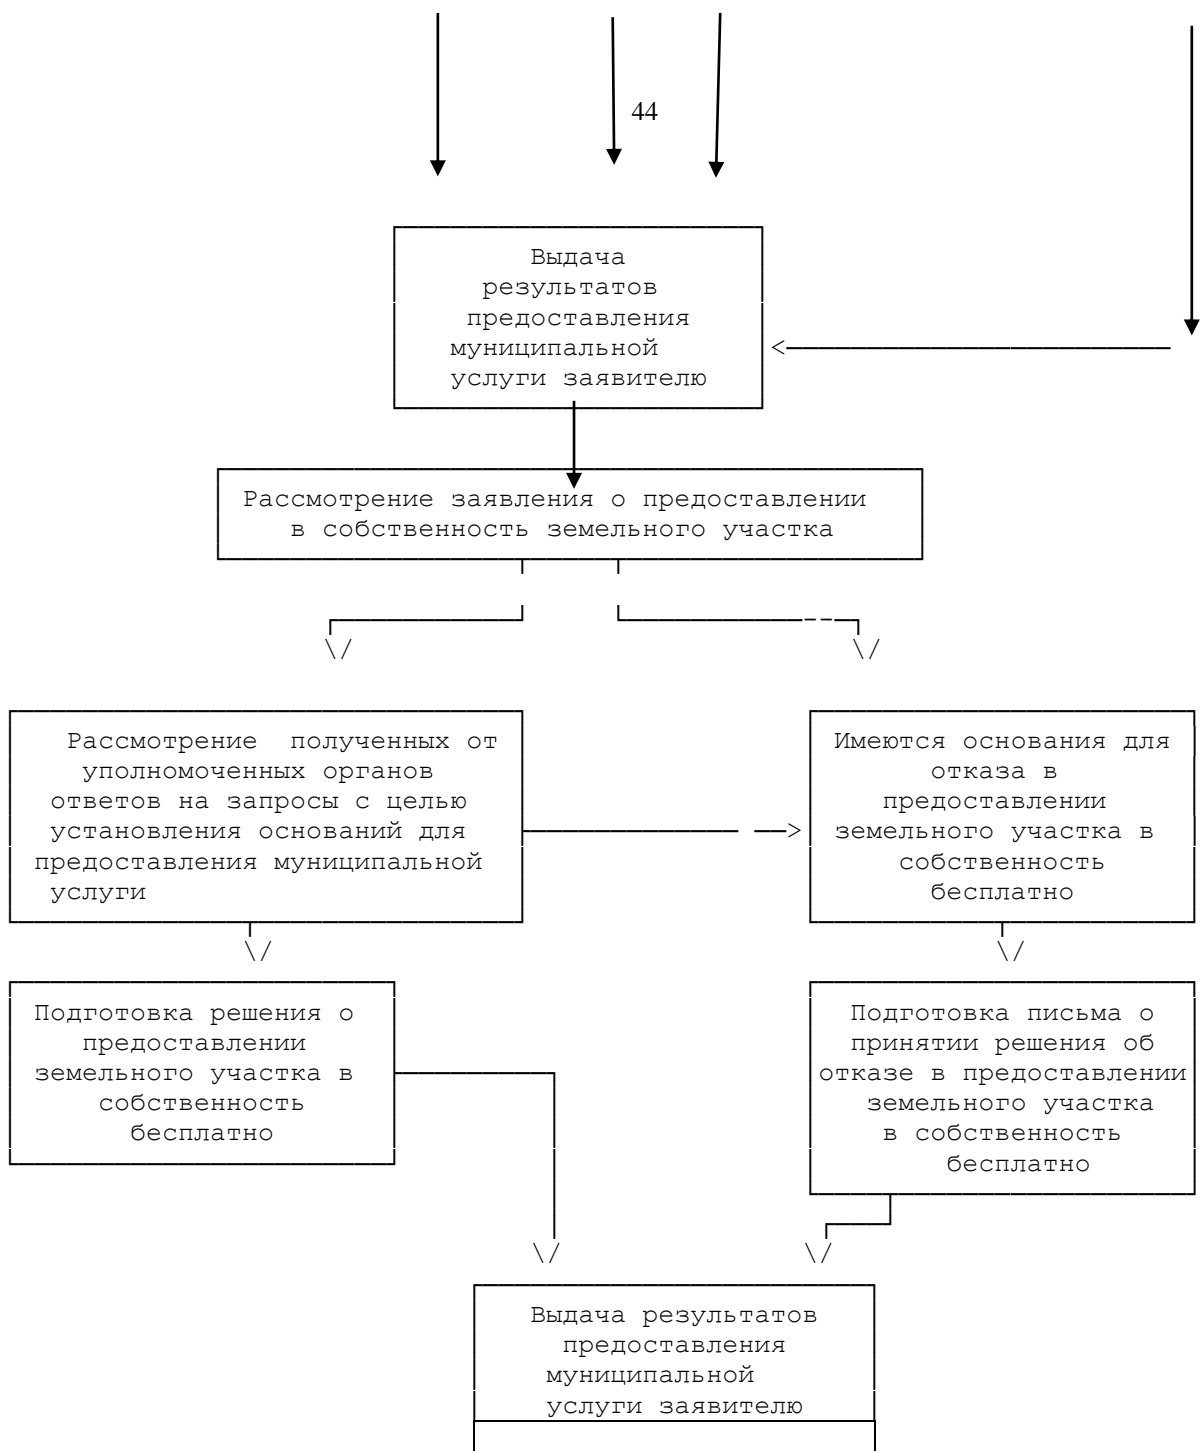 44
Выдача
результатов
предоставления
муниципальной
услуги заявителю
Рассмотрение заявления о предоставлении
в собственность земельного участка
Рассмотрение полученных от
уполномоченных органов
ответов на запросы с целью
установления оснований для
предоставления муниципальной
услуги
Имеются основания для
отказа в
предоставлении
земельного участка в
собственность
бесплатно
Подготовка решения о
предоставлении
земельного участка в
собственность
бесплатно
Подготовка письма о
принятии решения об
отказе в предоставлении
земельного участка
в собственность
бесплатно
Выдача результатов
предоставления
муниципальной
услуги заявителю